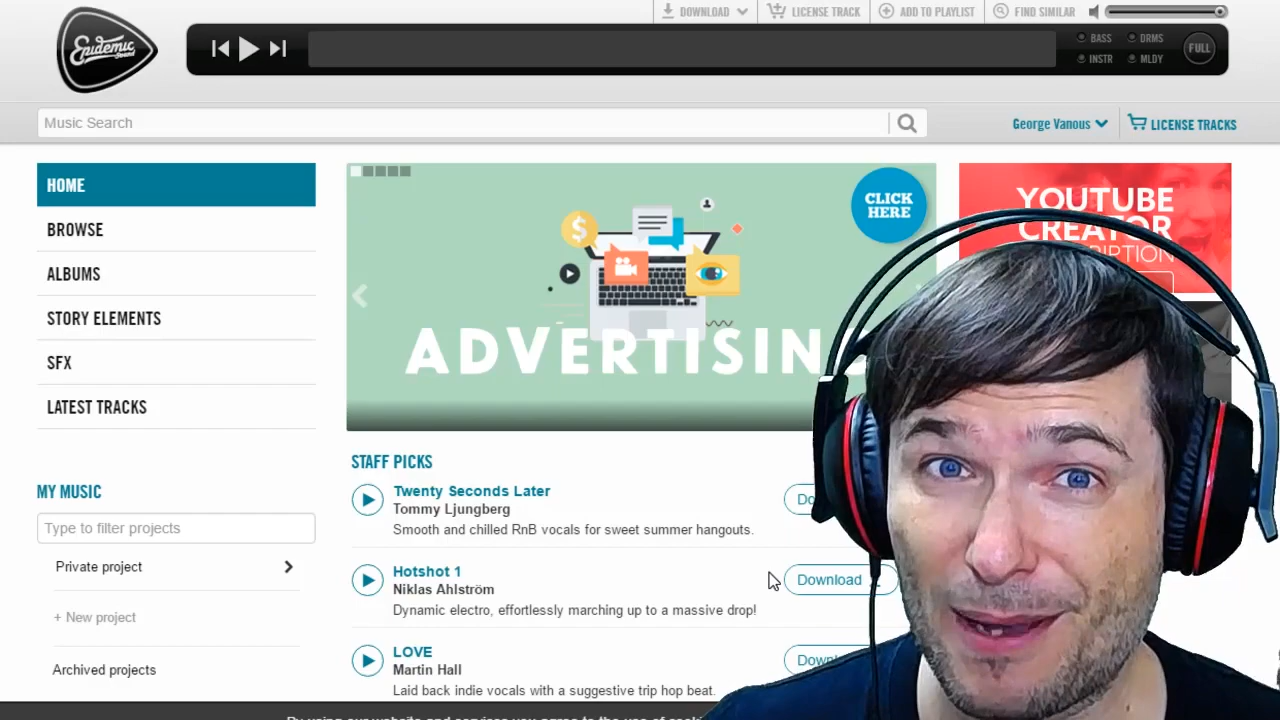 DOWNLOAD
LICENSE TRACK
ADD TO PLAYLIST
FIND SIMILAR
Epidemic
Sound
BASS
DRMS
INSTR
MLDY
FULL
Music Search
George Vanous
LICENSE TRACKS
HOME
BROWSE
ALBUMS
STORY ELEMENTS
SFX
LATEST TRACKS
MY MUSIC
Type to filter projects
Private project
+ New project
Archived projects
CLICK
HERE
$
ADVERTISIN
YOUTUBE
CREATOR
STAFF PICKS
Twenty Seconds Later
Tommy Ljungberg
Smooth and chilled RnB vocals for sweet summer hangouts.
Hotshot 1
Niklas Ahlström
Dynamic electro, effortlessly marching up to a massive drop!
Download
LOVE
Martin Hall
Laid back indie vocals with a suggestive trip hop beat.